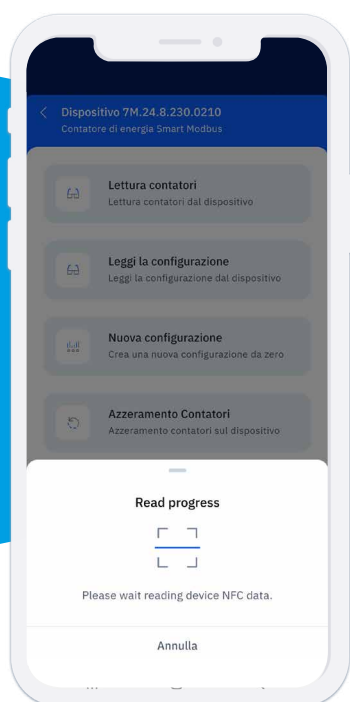 Dispositivo 7M.24.8.230.0210
Contatore di energia Smart Modbus
Lettura contatori
Lettura contatori dal dispositivo
Leggi la configurazione
Leggi la configurazione dal dispositivo
Nuova configurazione
Crea una nuova configurazione da zero
Azzeramento Contatori
Azzeramento contatori sul dispositivo
Read progress
Please wait reading device NFC data.
Annulla